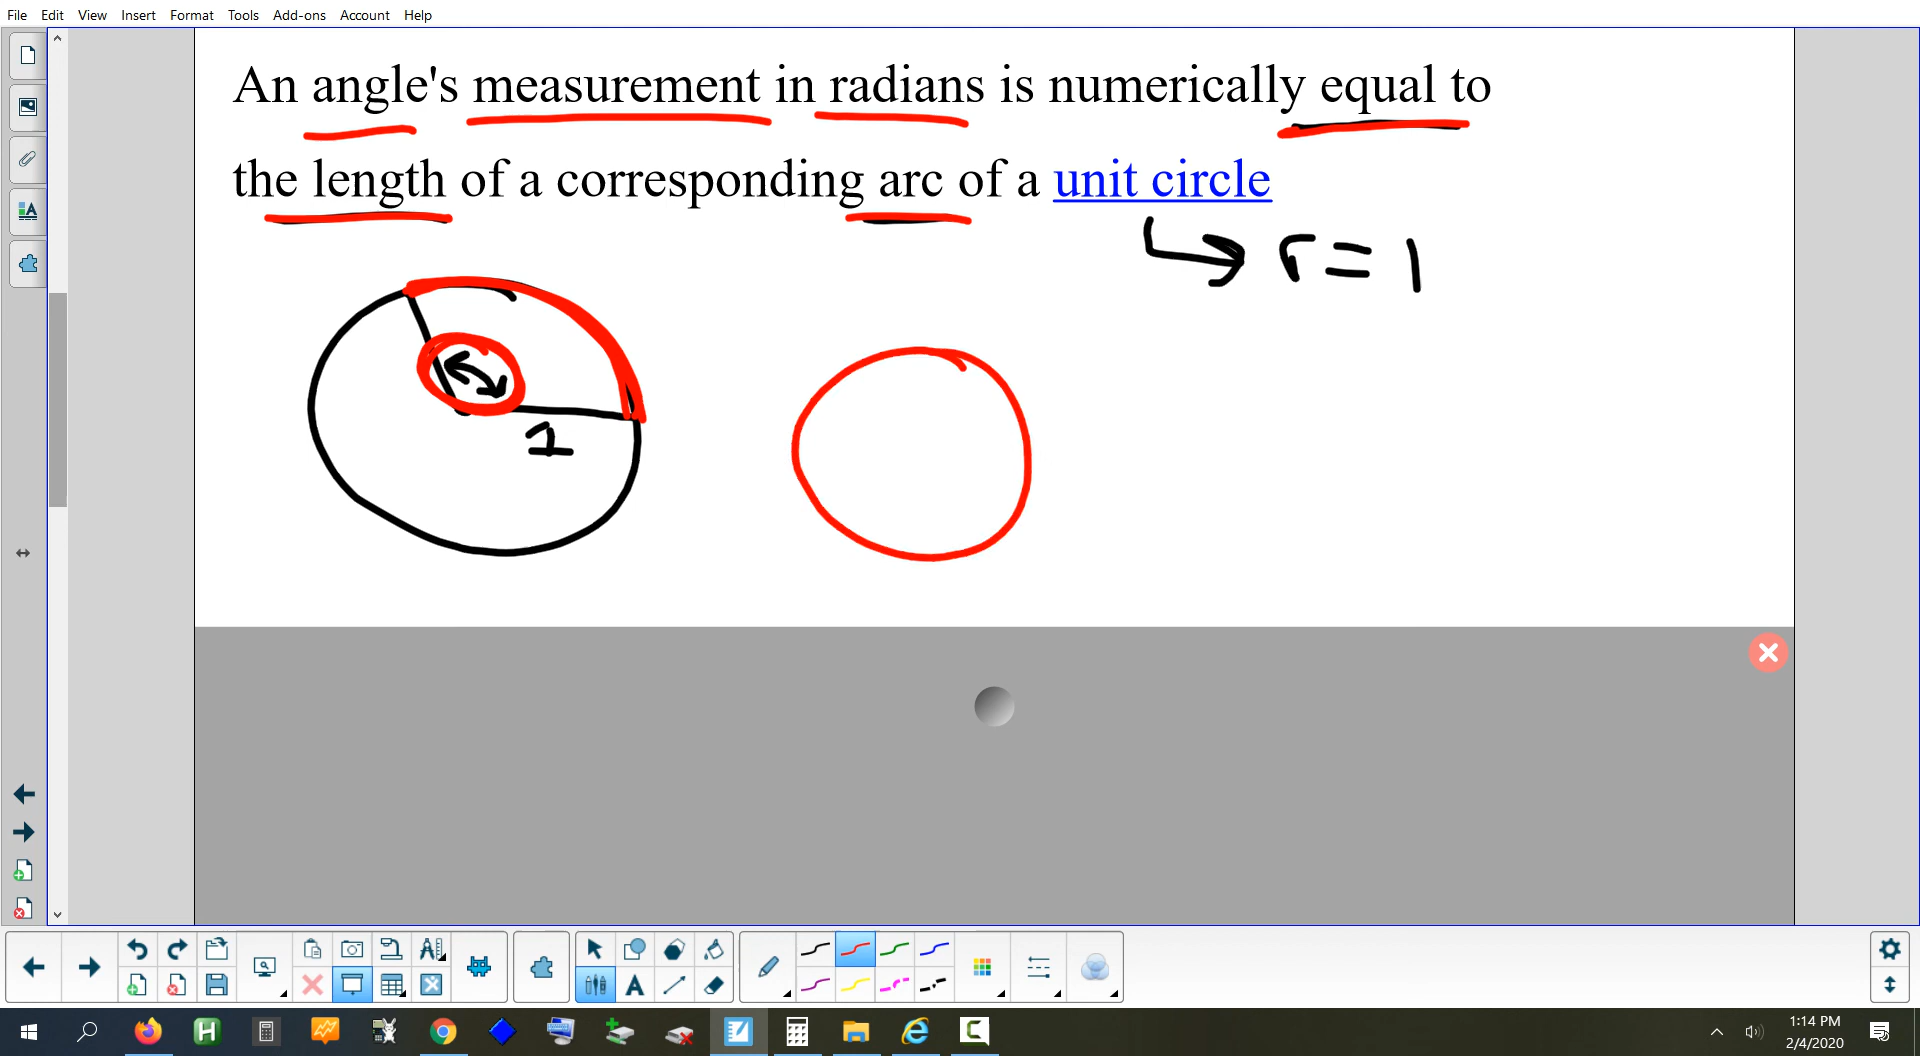 File Edit View Insert Format Tools Add-ons Account Help
An angle's measurement in radians is numerically equal to
the length of a corresponding arc of a unit circle
r = 1
1
1:14 PM
2/4/2020